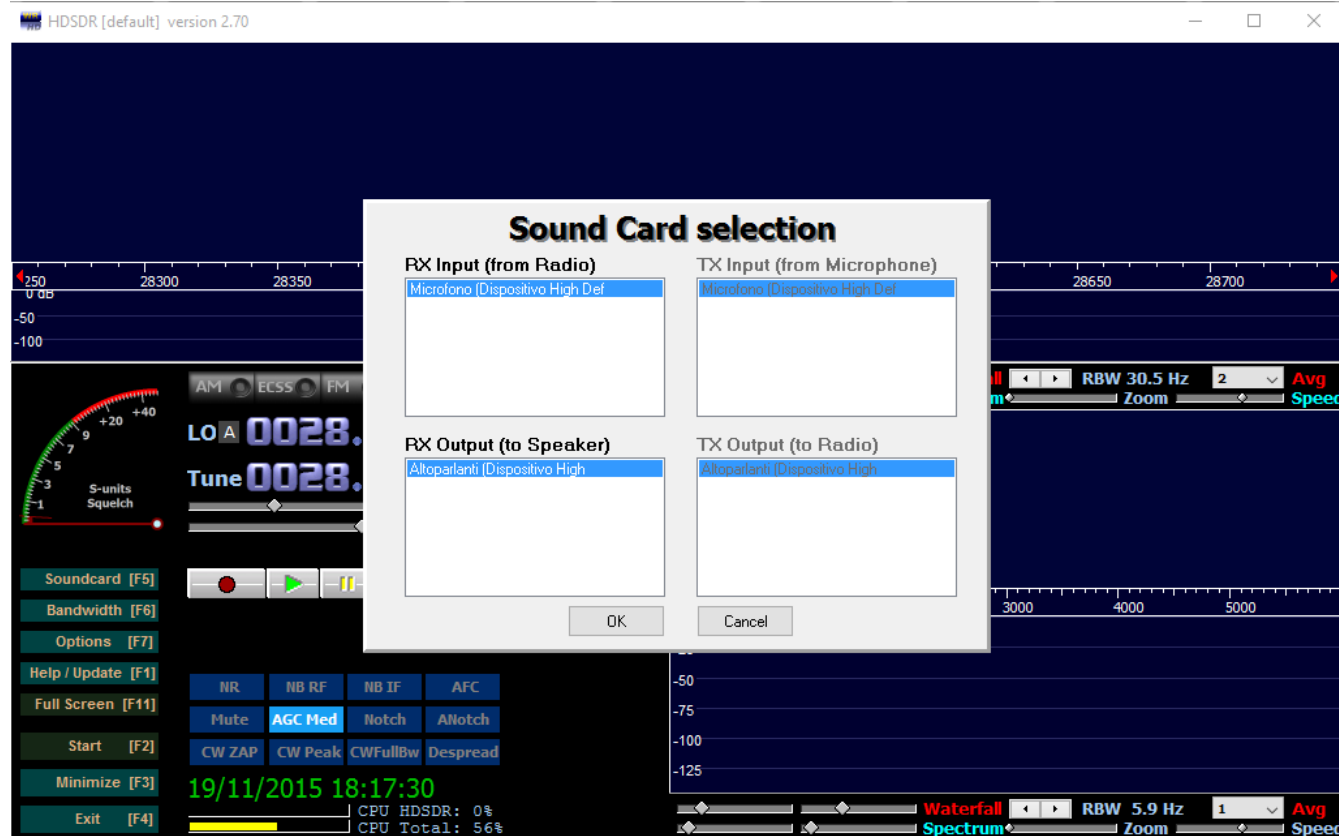 HDSDR [default] version 2.70
Sound Card selection
RX Input (from Radio)
TX Input (from Microphone)
Microfono (Dispositivo High Def
Microfono (Dispositivo High Def
RX Output (to Speaker)
TX Output (to Radio)
Altoparlanti (Dispositivo High
Altoparlanti (Dispositivo High
OK
Cancel
250 28300 28350 28650 28700
0 dB
-50
-100
RBW 30.5 Hz 2 Avg
Zoom Speed
+40
+20
9
7
5
3
1
S-units
Squelch
AM ECSS FM
LO A 0028.
Tune 0028.
Soundcard [F5]
Bandwidth [F6]
Options [F7]
Help / Update [F1]
Full Screen [F11]
Start [F2]
Minimize [F3]
Exit [F4]
NR NB RF NB IF AFC
Mute AGC Med Notch ANotch
CW ZAP CW Peak CWFullBw Despread
19/11/2015 18:17:30
CPU HDSDR: 0%
CPU Total: 56%
3000 4000 5000
-50
-75
-100
-125
Waterfall RBW 5.9 Hz 1 Avg
Spectrum Zoom Speed